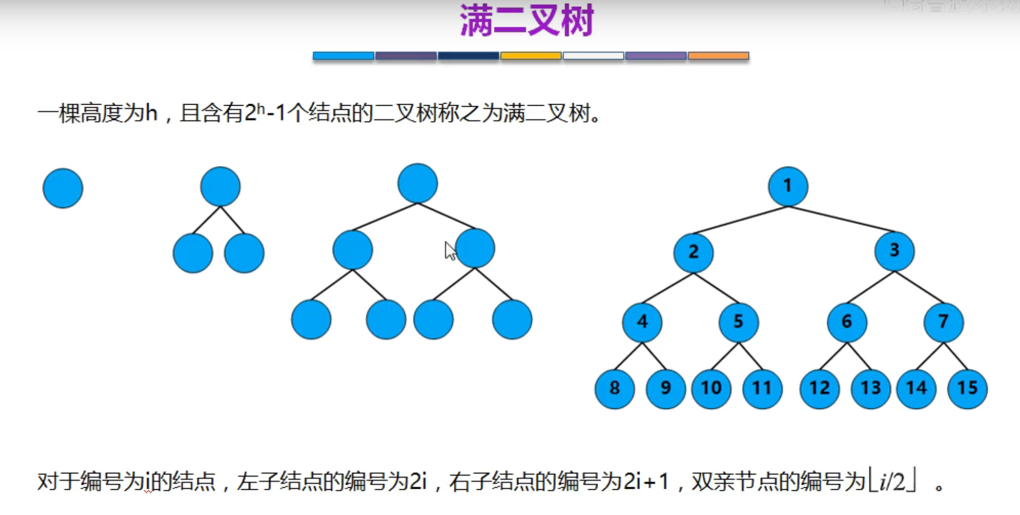 满二叉树
一棵高度为h，且含有2ʰ-1个结点的二叉树称之为满二叉树。
1
2 3
4 5 6 7
8 9 10 11 12 13 14 15
对于编号为i的结点，左子结点的编号为2i，右子结点的编号为2i+1，双亲节点的编号为⌊i/2⌋ 。